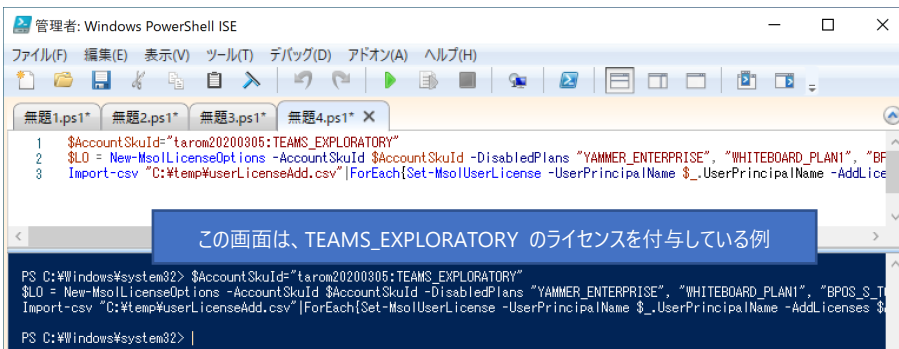 管理者: Windows PowerShell ISE
ファイル(F) 編集(E) 表示(V) ツール(T) デバッグ(D) アドオン(A) ヘルプ(H)
無題1.ps1* 無題2.ps1* 無題3.ps1* 無題4.ps1* X
1 $AccountSkuId="tarom20200305:TEAMS_EXPLORATORY"
2 $LO = New-MsolLicenseOptions -AccountSkuId $AccountSkuId -DisabledPlans "YAMMER_ENTERPRISE", "WHITEBOARD_PLAN1", "BP
3 Import-csv "C:¥temp¥userLicenseAdd.csv"|ForEach{Set-MsolUserLicense -UserPrincipalName $_.UserPrincipalName -AddLice
この画面は、TEAMS_EXPLORATORY のライセンスを付与している例
PS C:¥Windows¥system32> $AccountSkuId="tarom20200305:TEAMS_EXPLORATORY"
$LO = New-MsolLicenseOptions -AccountSkuId $AccountSkuId -DisabledPlans "YAMMER_ENTERPRISE", "WHITEBOARD_PLAN1", "BPOS_S_T
Import-csv "C:¥temp¥userLicenseAdd.csv"|ForEach{Set-MsolUserLicense -UserPrincipalName $_.UserPrincipalName -AddLicenses $
PS C:¥Windows¥system32>